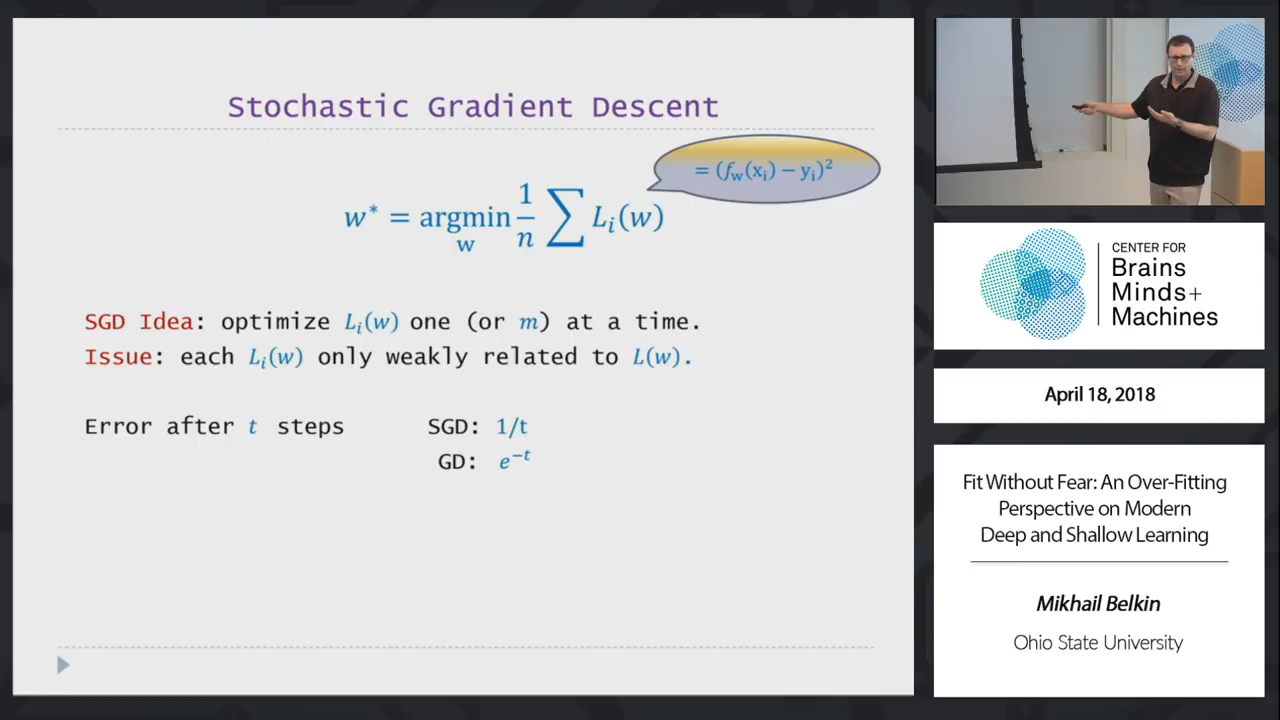 Stochastic Gradient Descent
= (f_w(x_i) − y_i)²
w* = argmin_w 1/n ∑ L_i(w)
SGD Idea: optimize L_i(w) one (or m) at a time.
Issue: each L_i(w) only weakly related to L(w).
Error after t steps SGD: 1/t
GD: e^{−t}
CENTER FOR
Brains
Minds+
Machines
April 18, 2018
Fit Without Fear: An Over-Fitting
Perspective on Modern
Deep and Shallow Learning
Mikhail Belkin
Ohio State University